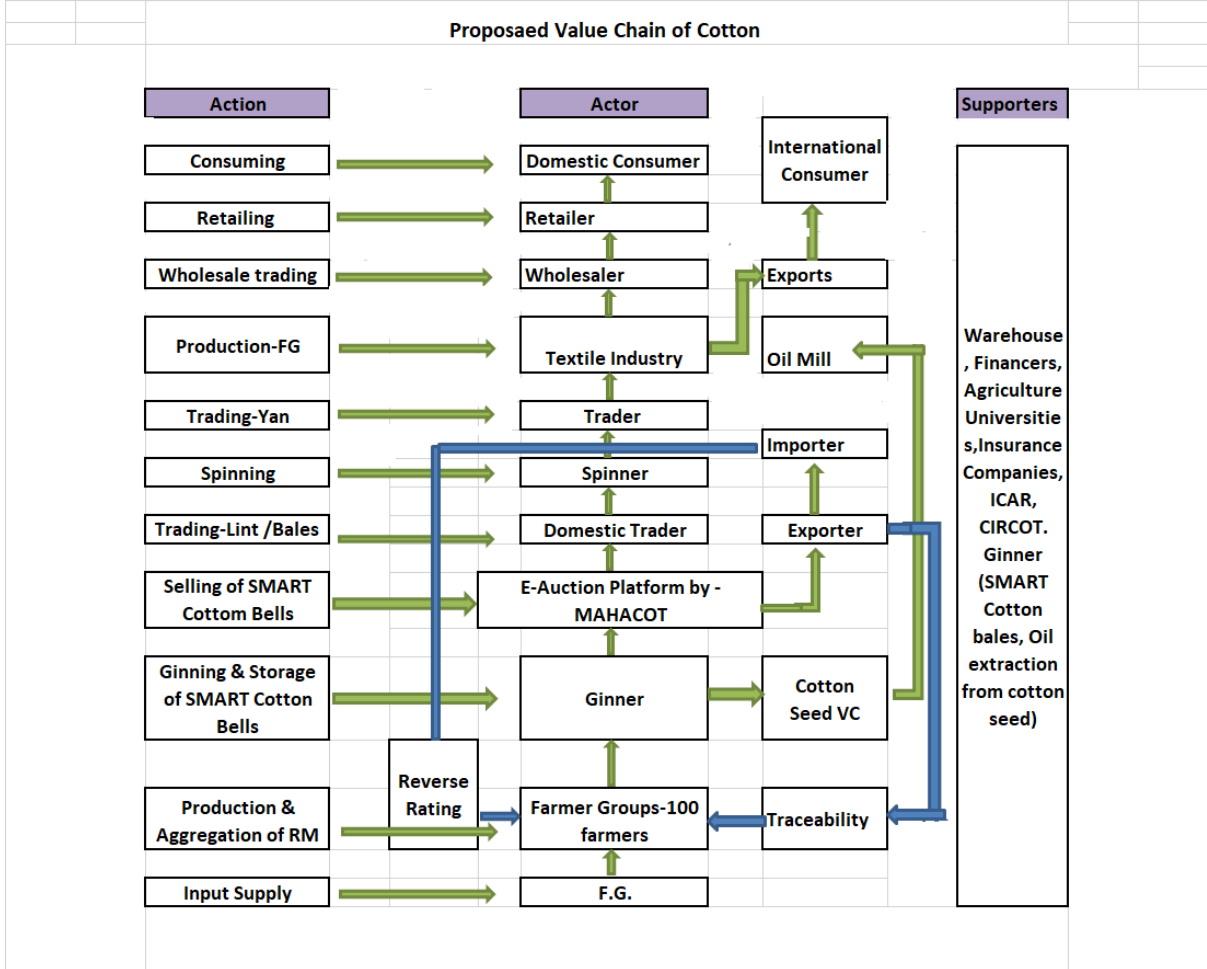 Proposaed Value Chain of Cotton
Action
Actor
Supporters
Consuming
Domestic Consumer
International
Consumer
Retailing
Retailer
Wholesale trading
Wholesaler
Exports
Production-FG
Textile Industry
Oil Mill
Trading-Yan
Trader
Importer
Spinning
Spinner
Trading-Lint /Bales
Domestic Trader
Exporter
Selling of SMART
Cottom Bells
E-Auction Platform by -
MAHACOT
Ginning & Storage
of SMART Cotton
Bells
Ginner
Cotton
Seed VC
Reverse
Rating
Production &
Aggregation of RM
Farmer Groups-100
farmers
Traceability
Input Supply
F.G.
Warehouse
, Financers,
Agriculture
Universitie
s,Insurance
Companies,
ICAR,
CIRCOT.
Ginner
(SMART
Cotton
bales, Oil
extraction
from cotton
seed)